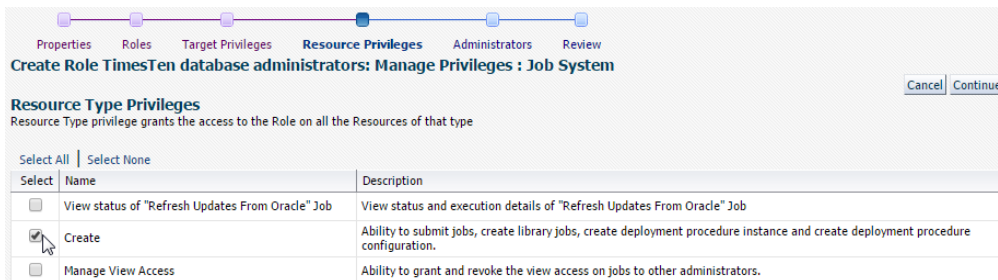 Properties Roles Target Privileges Resource Privileges Administrators Review
Create Role TimesTen database administrators: Manage Privileges : Job System
Cancel Continue
Resource Type Privileges
Resource Type privilege grants the access to the Role on all the Resources of that type
Select All | Select None
Select Name Description
View status of "Refresh Updates From Oracle" Job View status and execution details of "Refresh Updates From Oracle" Job
Create Ability to submit jobs, create library jobs, create deployment procedure instance and create deployment procedure
configuration.
Manage View Access Ability to grant and revoke the view access on jobs to other administrators.